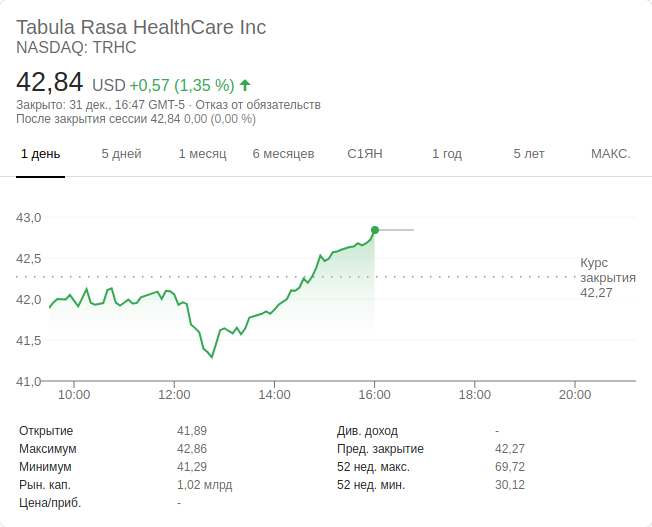 Tabula Rasa HealthCare Inc
NASDAQ: TRHC
42,84 USD +0,57 (1,35 %)
Закрыто: 31 дек., 16:47 GMT-5 · Отказ от обязательств
После закрытия сессии 42,84 0,00 (0,00 %)
1 день 5 дней 1 месяц 6 месяцев С1ЯН 1 год 5 лет МАКС.
43,0
42,5
Курс
закрытия
42,27
42,0
41,5
41,0
10:00 12:00 14:00 16:00 18:00 20:00
Открытие 41,89 Див. доход -
Максимум 42,86 Пред. закрытие 42,27
Минимум 41,29 52 нед. макс. 69,72
Рын. кап. 1,02 млрд 52 нед. мин. 30,12
Цена/приб. -